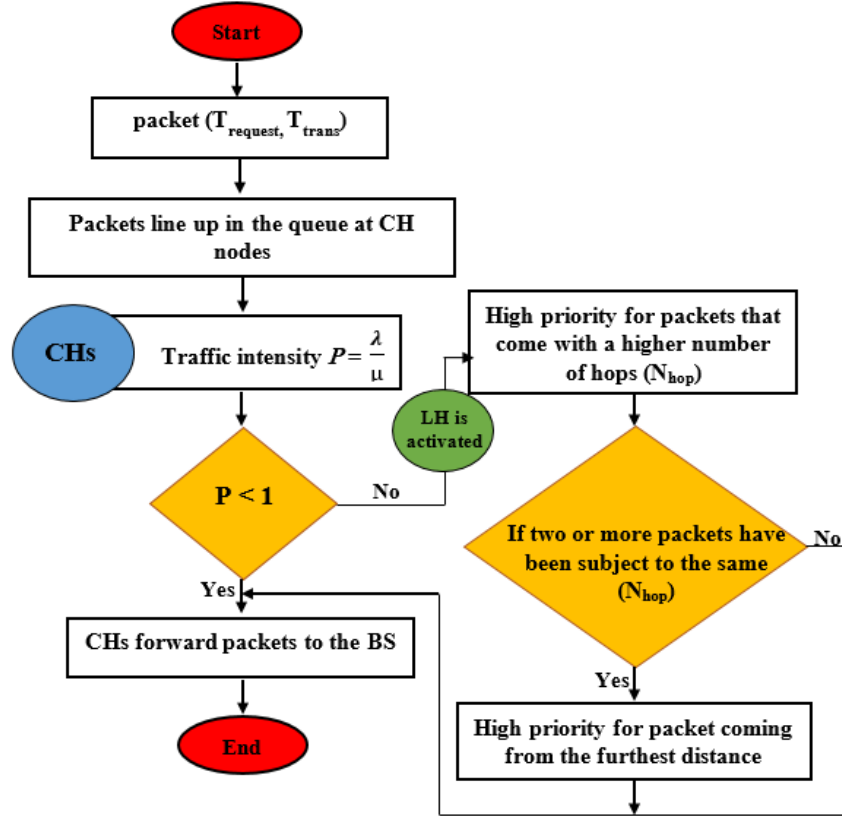 Start
packet (T_request, T_trans)
Packets line up in the queue at CH
nodes
CHs
Traffic intensity P = λ/μ
P < 1
No
Yes
CHs forward packets to the BS
End
LH is
activated
High priority for packets that
come with a higher number
of hops (N_hop)
If two or more packets have
been subject to the same
(N_hop)
No
Yes
High priority for packet coming
from the furthest distance